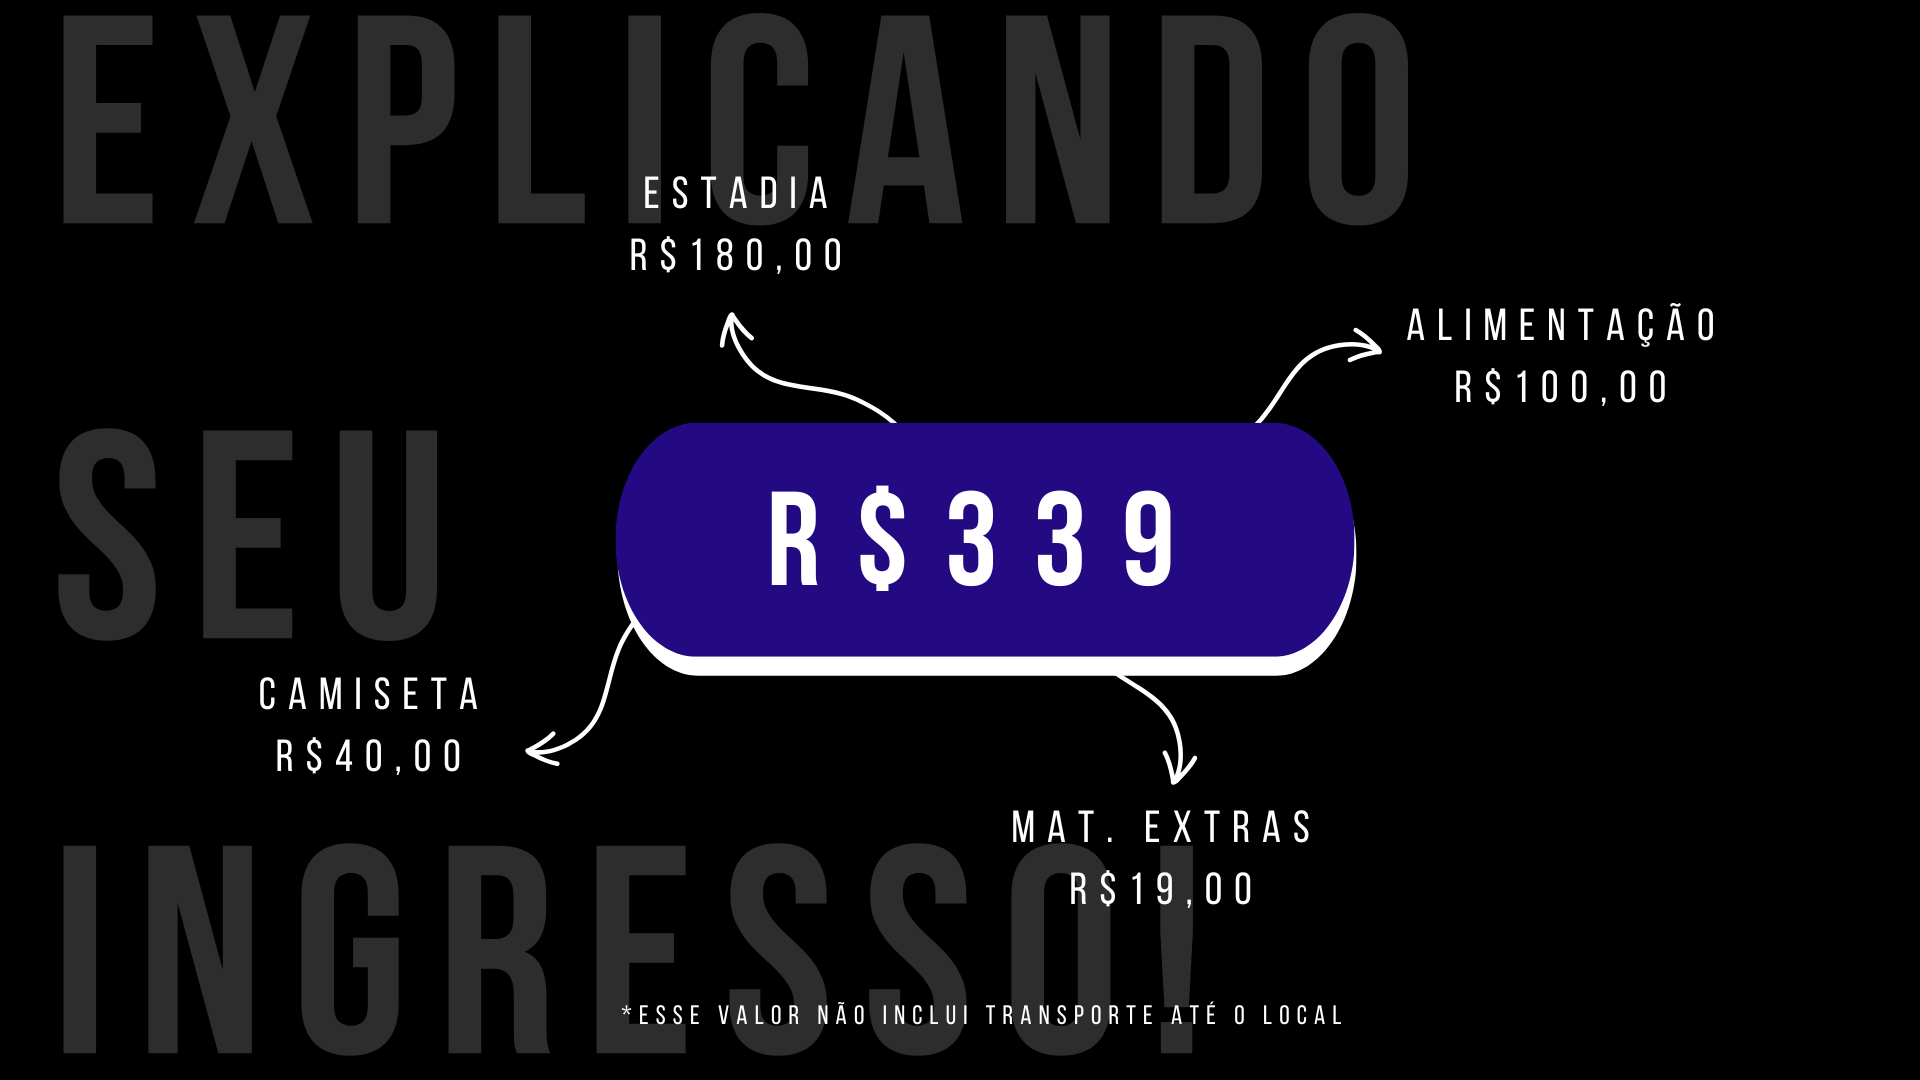 EXPLICANDO
ESTADIA
R$180,00
ALIMENTAÇÃO
R$100,00
SEU
R$339
CAMISETA
R$40,00
MAT. EXTRAS
R$19,00
INGRESSO!
*ESSE VALOR NÃO INCLUI TRANSPORTE ATÉ O LOCAL